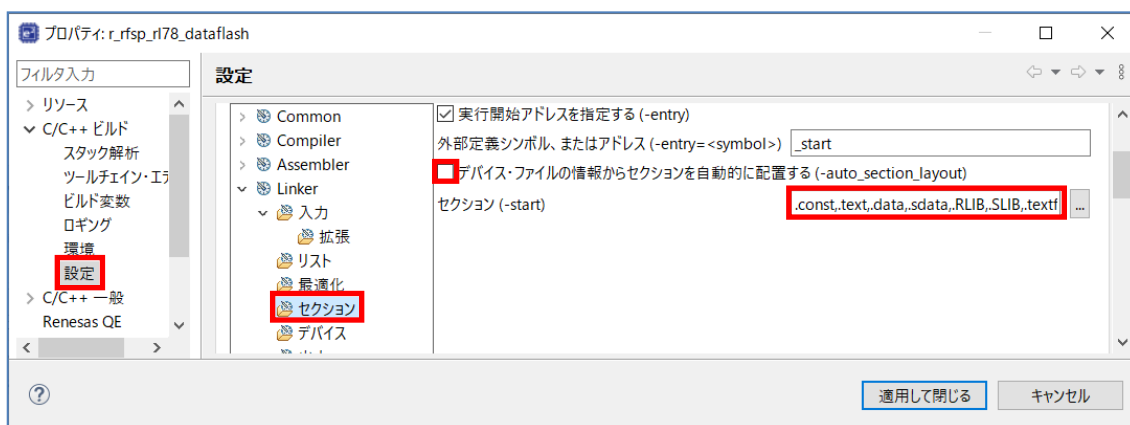 プロパティ: r_rfsp_rl78_dataflash
フィルタ入力
設定
リソース
C/C++ ビルド
スタック解析
ツールチェイン・エデ
ビルド変数
ロギング
環境
設定
C/C++ 一般
Renesas QE
Common
Compiler
Assembler
Linker
入力
拡張
リスト
最適化
セクション
デバイス
実行開始アドレスを指定する (-entry)
外部定義シンボル、またはアドレス (-entry=<symbol>) _start
デバイス・ファイルの情報からセクションを自動的に配置する (-auto_section_layout)
セクション (-start) .const,.text,.data,.sdata,.RLIB,.SLIB,.textf ...
適用して閉じる キャンセル